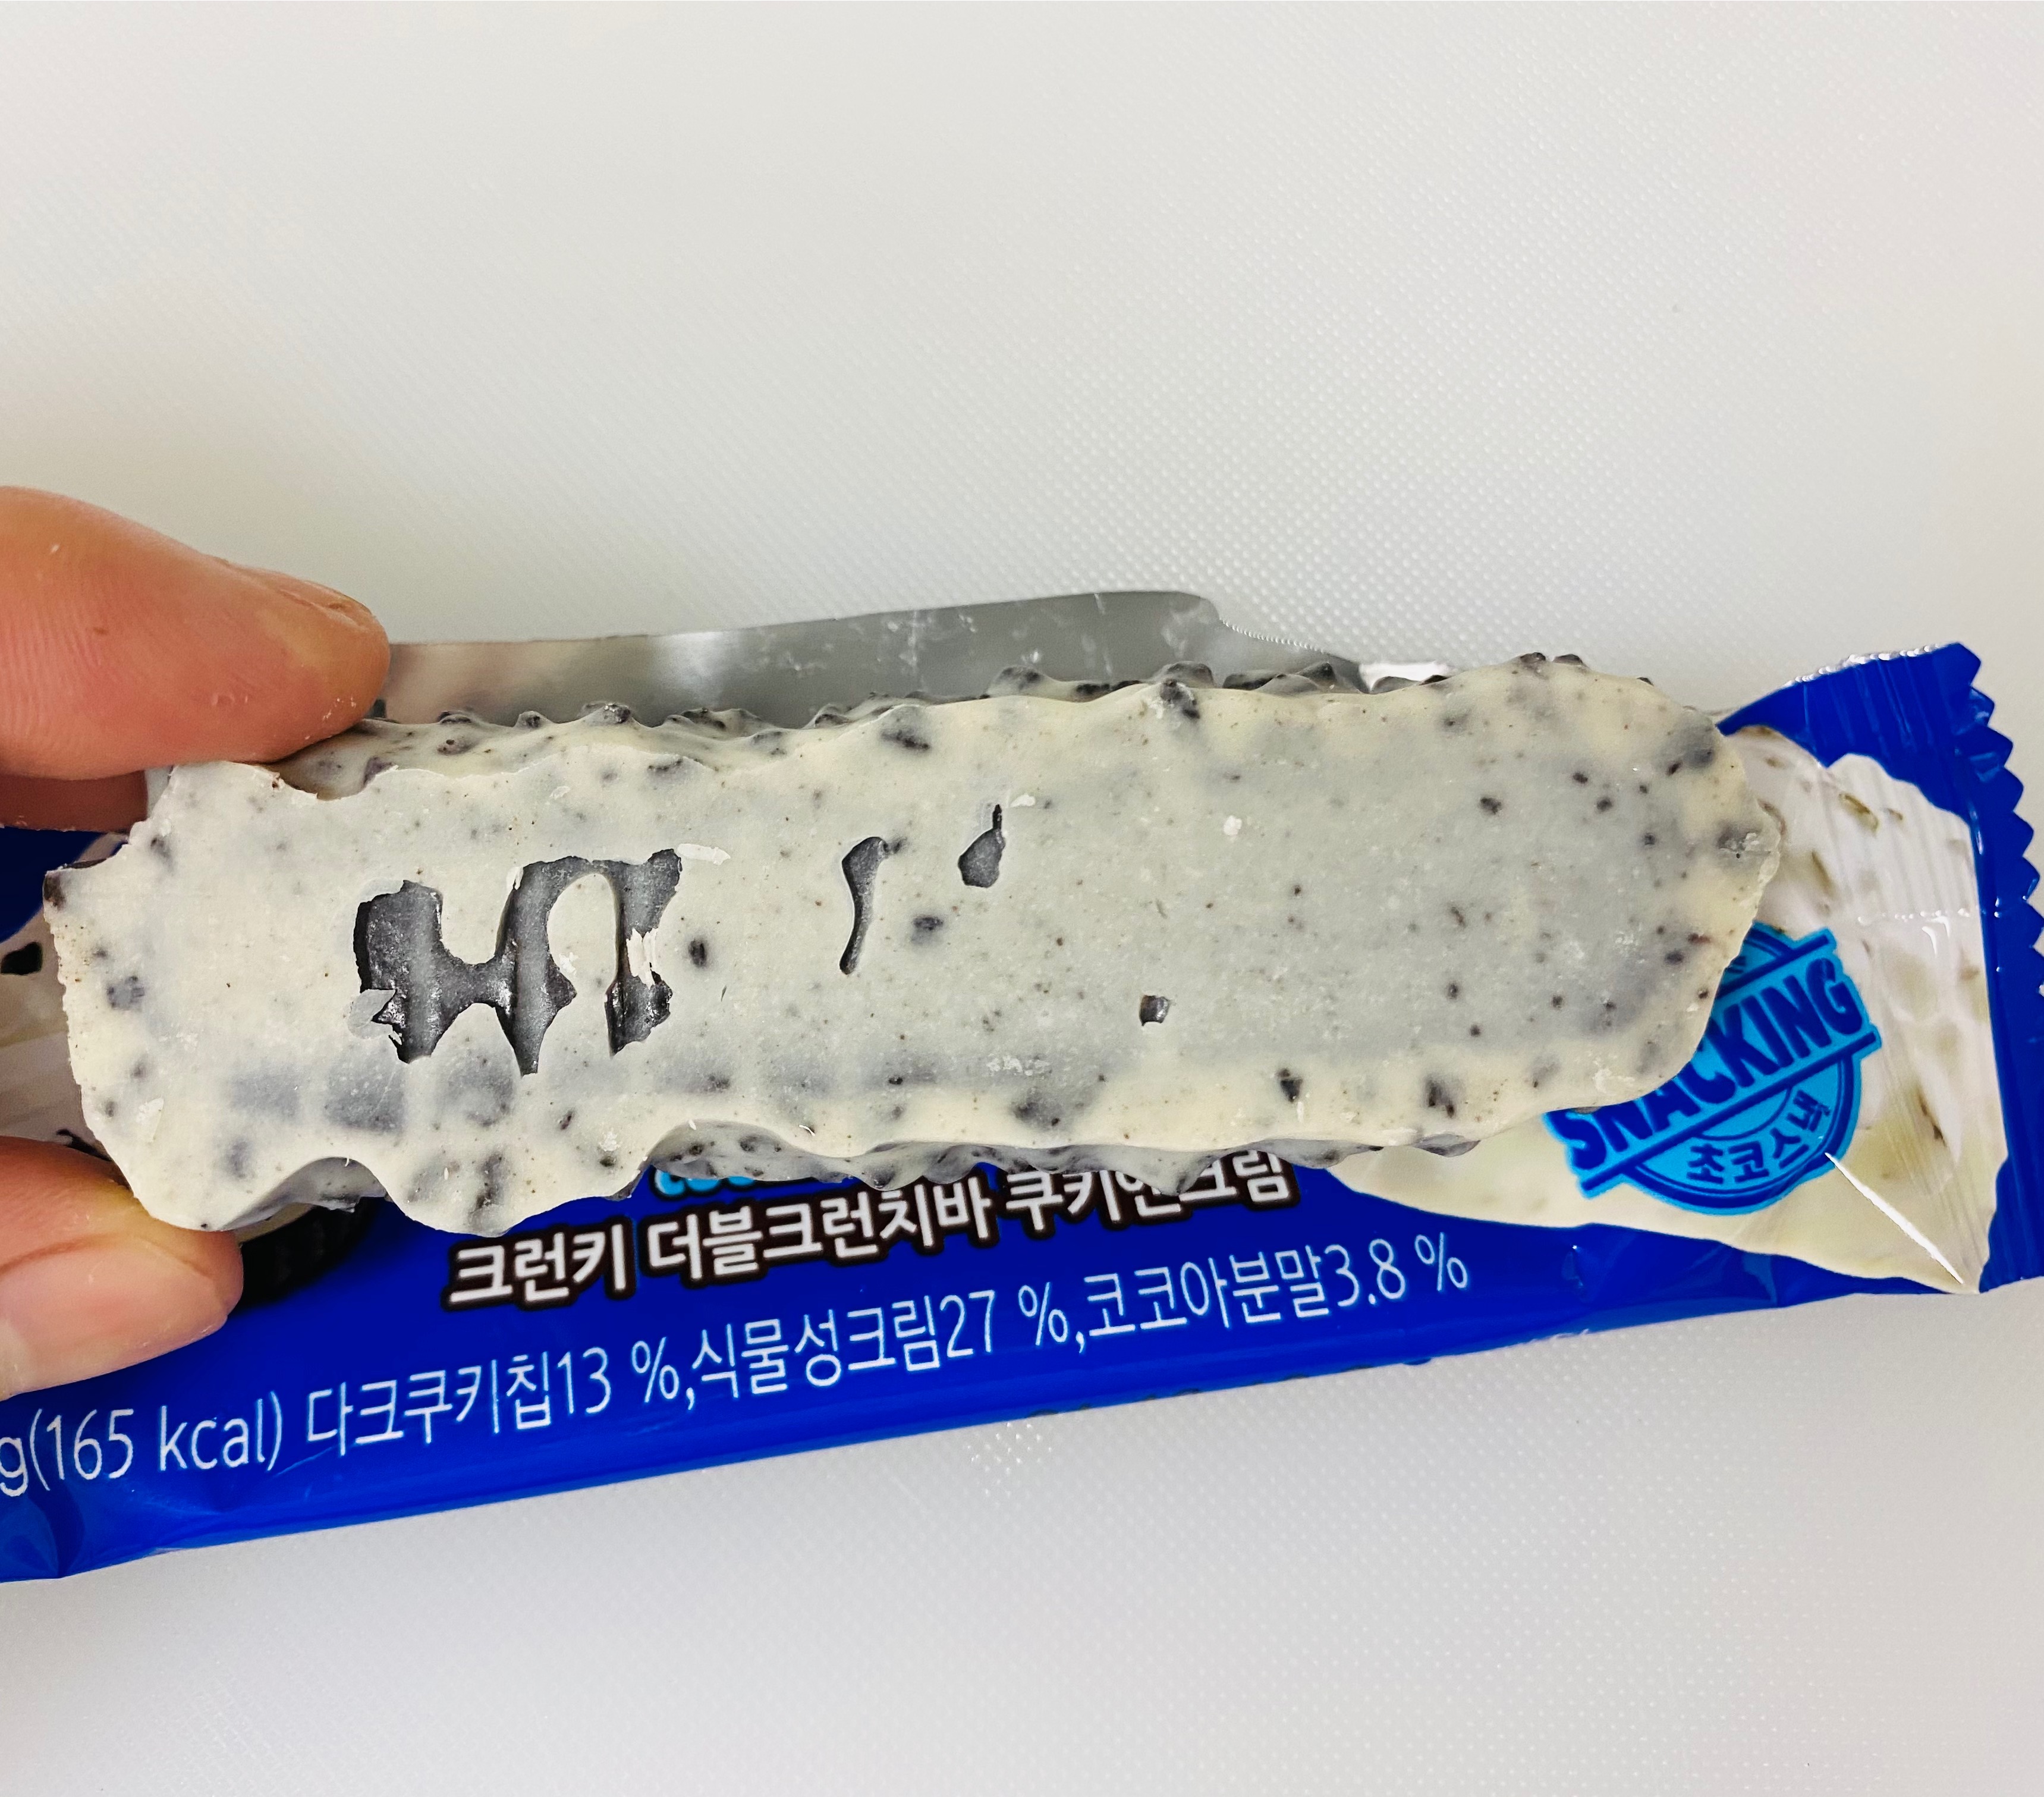 크런키 더블크런치바 쿠키앤크림
g(165 kcal) 다크쿠키칩13 %,식물성크림27 %,코코아분말3.8 %
SNACKING
초코스낵